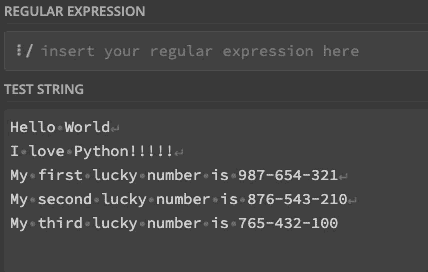 REGULAR EXPRESSION
⋮ / insert your regular expression here
TEST STRING
Hello World
I love Python!!!!!
My first lucky number is 987-654-321
My second lucky number is 876-543-210
My third lucky number is 765-432-100